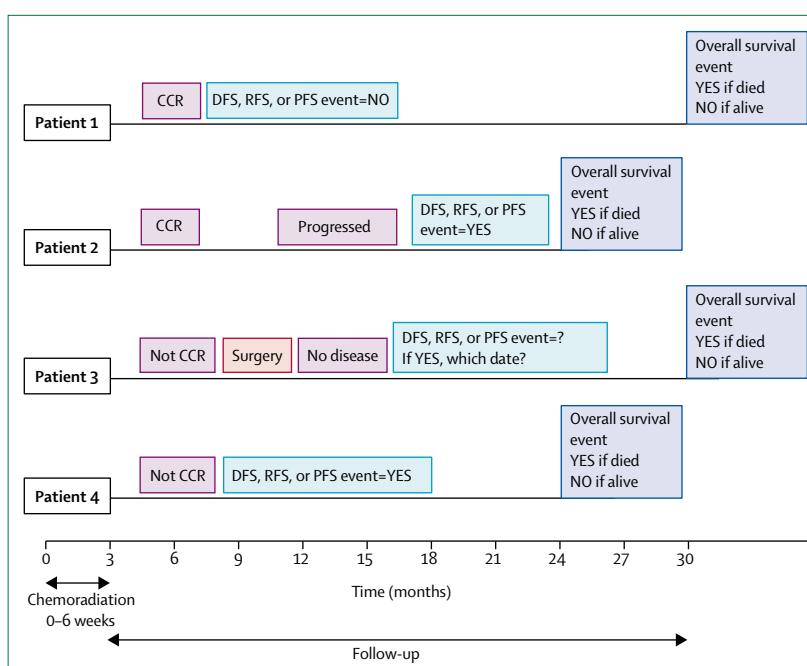 Overall survival
event
YES if died
NO if alive
CCR
DFS, RFS, or PFS event=NO
Patient 1
Overall survival
event
YES if died
NO if alive
CCR
Progressed
DFS, RFS, or PFS
event=YES
Patient 2
Overall survival
event
YES if died
NO if alive
Not CCR
Surgery
No disease
DFS, RFS, or PFS event=?
If YES, which date?
Patient 3
Overall survival
event
YES if died
NO if alive
Not CCR
DFS, RFS, or PFS event=YES
Patient 4
0 3 6 9 12 15 18 21 24 27 30
Time (months)
Chemoradiation
0–6 weeks
Follow-up